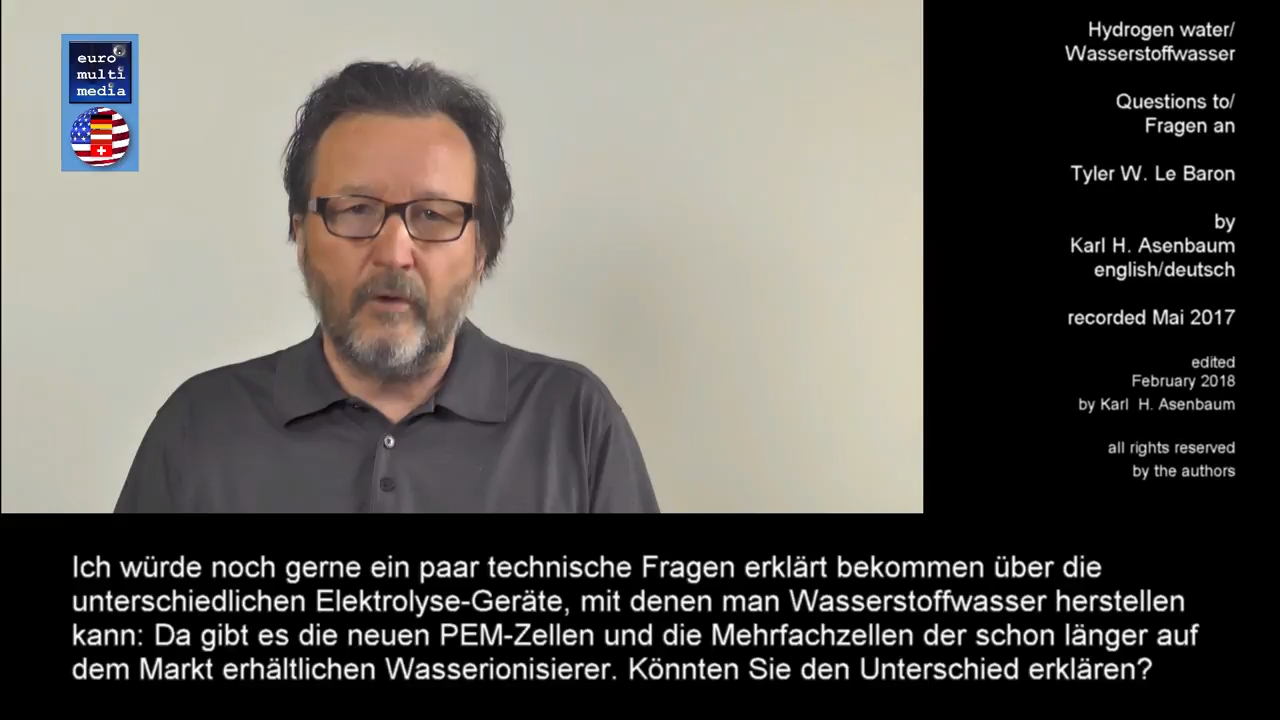 euro
multi
media
Hydrogen water/
Wasserstoffwasser
Questions to/
Fragen an
Tyler W. Le Baron
by
Karl H. Asenbaum
english/deutsch
recorded Mai 2017
edited
February 2018
by Karl H. Asenbaum
all rights reserved
by the authors
Ich würde noch gerne ein paar technische Fragen erklärt bekommen über die
unterschiedlichen Elektrolyse-Geräte, mit denen man Wasserstoffwasser herstellen
kann: Da gibt es die neuen PEM-Zellen und die Mehrfachzellen der schon länger auf
dem Markt erhältlichen Wasserionisierer. Könnten Sie den Unterschied erklären?